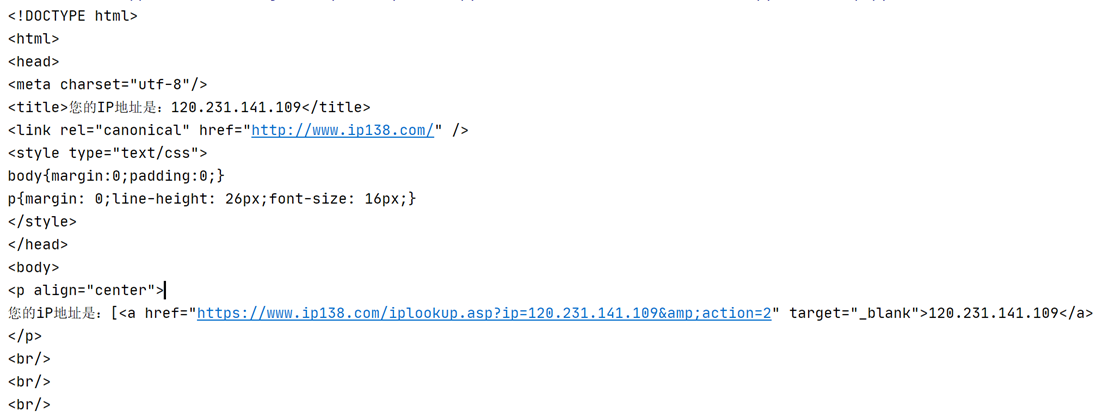 <!DOCTYPE html>
<html>
<head>
<meta charset="utf-8"/>
<title>您的IP地址是：120.231.141.109</title>
<link rel="canonical" href="http://www.ip138.com/" />
<style type="text/css">
body{margin:0;padding:0;}
p{margin: 0;line-height: 26px;font-size: 16px;}
</style>
</head>
<body>
<p align="center">
您的iP地址是：[<a href="https://www.ip138.com/iplookup.asp?ip=120.231.141.109&amp;action=2" target="_blank">120.231.141.109</a>
</p>
<br/>
<br/>
<br/>